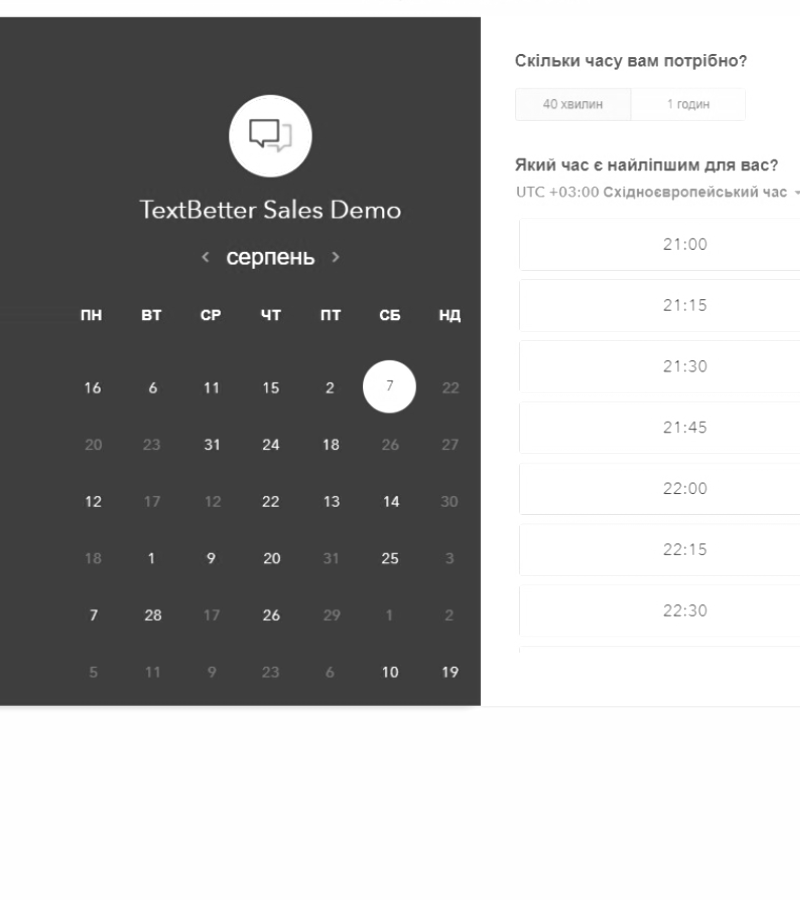 TextBetter Sales Demo
< серпень >
ПН ВТ СР ЧТ ПТ СБ НД
16 6 11 15 2 7 22
20 23 31 24 18 26 27
12 17 12 22 13 14 30
18 1 9 20 31 25 3
7 28 17 26 29 1 2
5 11 9 23 6 10 19
Скільки часу вам потрібно?
40 хвилин 1 годин
Який час є найліпшим для вас?
UTC +03:00 Східноєвропейський час
21:00
21:15
21:30
21:45
22:00
22:15
22:30